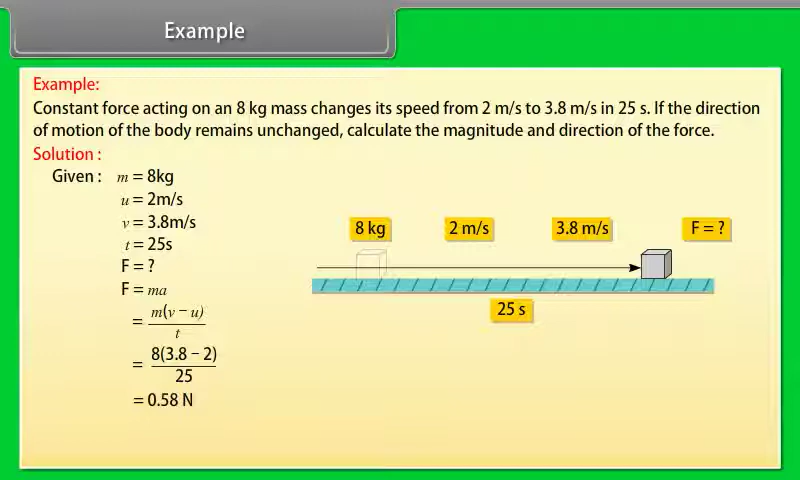 Example
Example:
Constant force acting on an 8 kg mass changes its speed from 2 m/s to 3.8 m/s in 25 s. If the direction
of motion of the body remains unchanged, calculate the magnitude and direction of the force.
Solution :
Given : m = 8kg
u = 2m/s
v = 3.8m/s
t = 25s
F = ?
F = ma
= m(v − u)
t
= 8(3.8 − 2)
25
= 0.58 N
8 kg 2 m/s 3.8 m/s F = ?
25 s